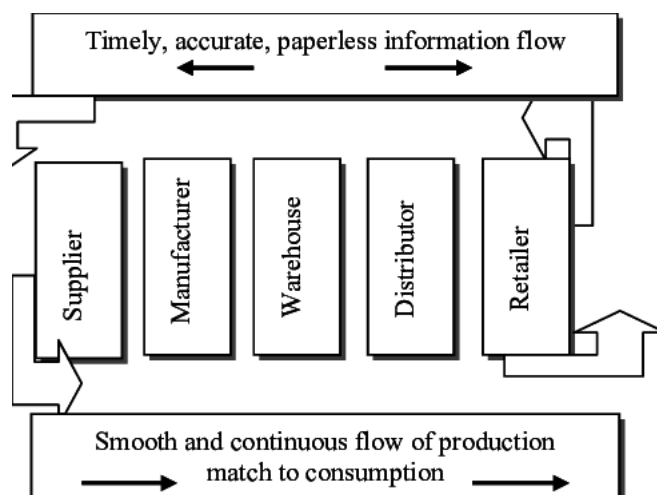 Timely, accurate, paperless information flow
Supplier
Manufacturer
Warehouse
Distributor
Retailer
Smooth and continuous flow of production
match to consumption